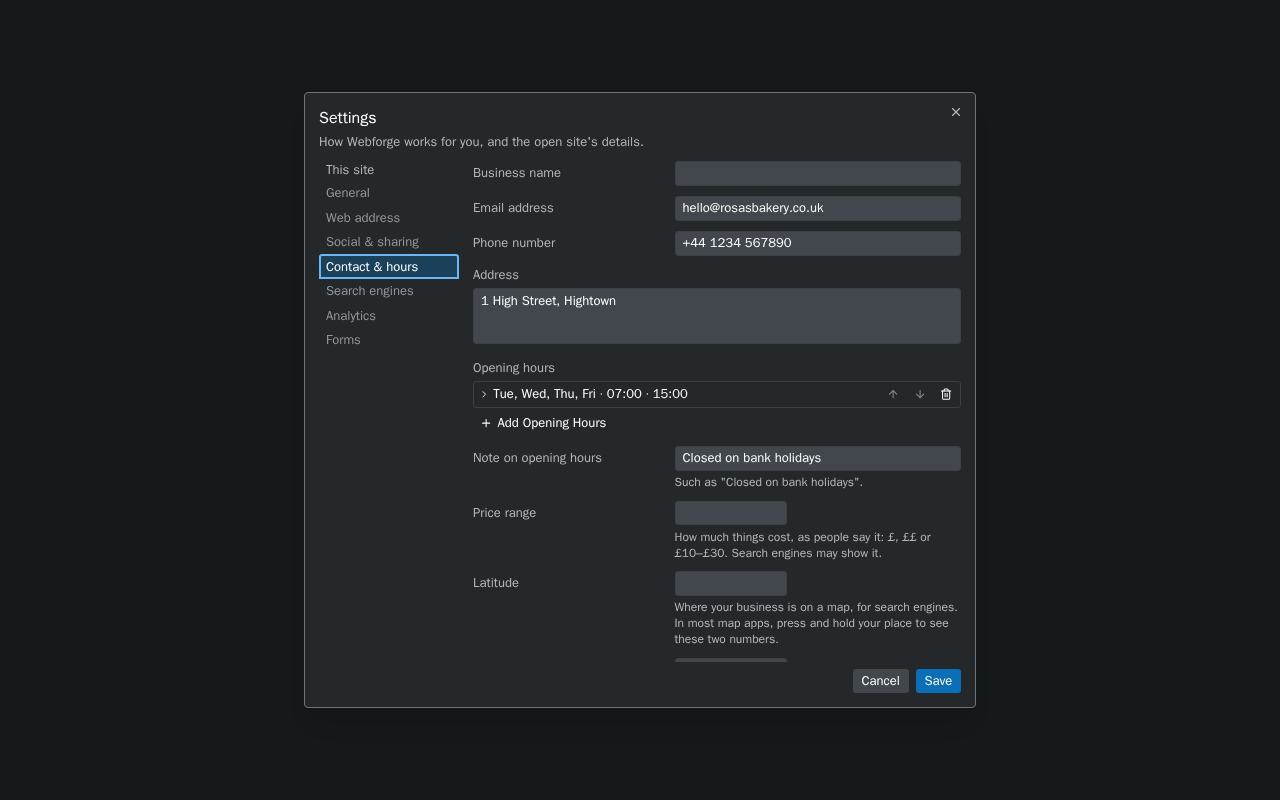 Settings
How Webforge works for you, and the open site's details.
This site
General
Web address
Social & sharing
Contact & hours
Search engines
Analytics
Forms
Business name
Email address
hello@rosasbakery.co.uk
Phone number
+44 1234 567890
Address
1 High Street, Hightown
Opening hours
Tue, Wed, Thu, Fri · 07:00 · 15:00
Add Opening Hours
Note on opening hours
Closed on bank holidays
Such as "Closed on bank holidays".
Price range
How much things cost, as people say it: £, ££ or
£10–£30. Search engines may show it.
Latitude
Where your business is on a map, for search engines.
In most map apps, press and hold your place to see
these two numbers.
Cancel
Save